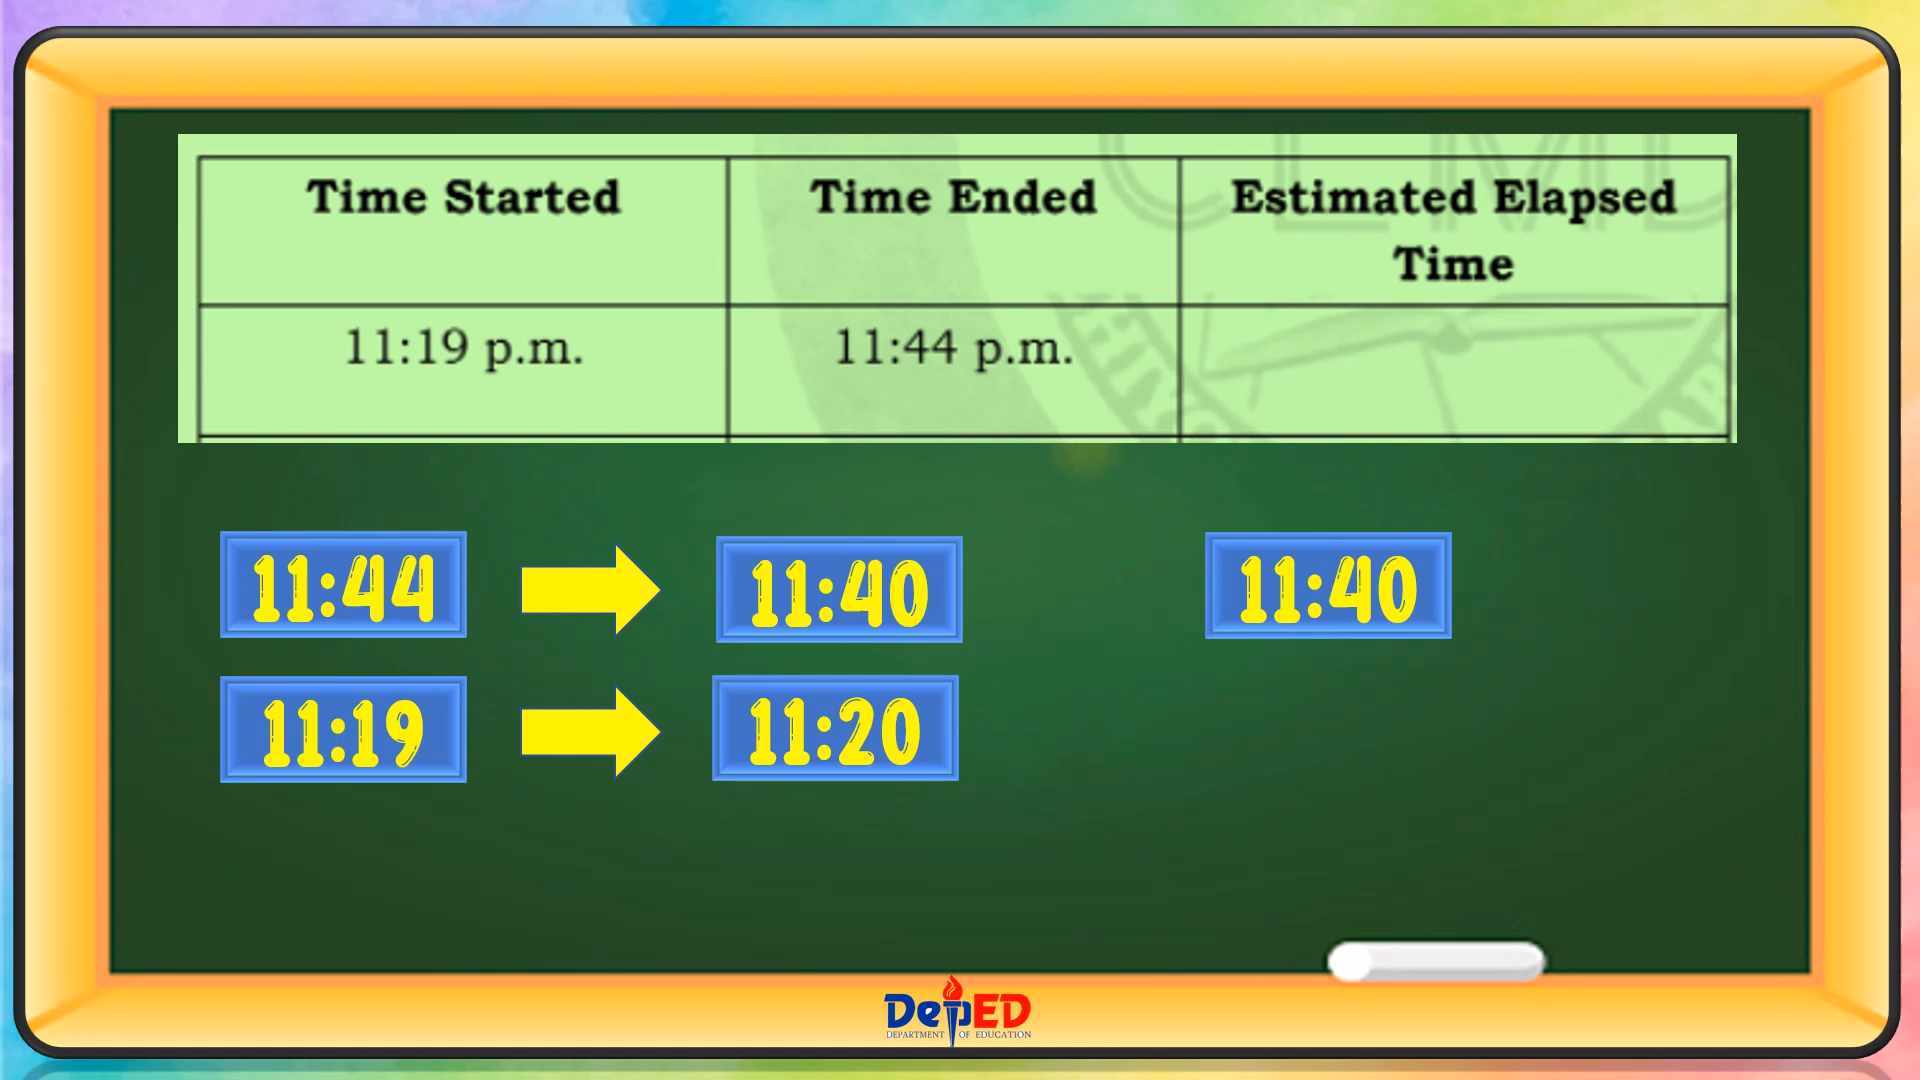 Time Started
Time Ended
Estimated Elapsed
Time
11:19 p.m.
11:44 p.m.
11:44
11:40
11:40
11:19
11:20
DepED
DEPARTMENT OF EDUCATION